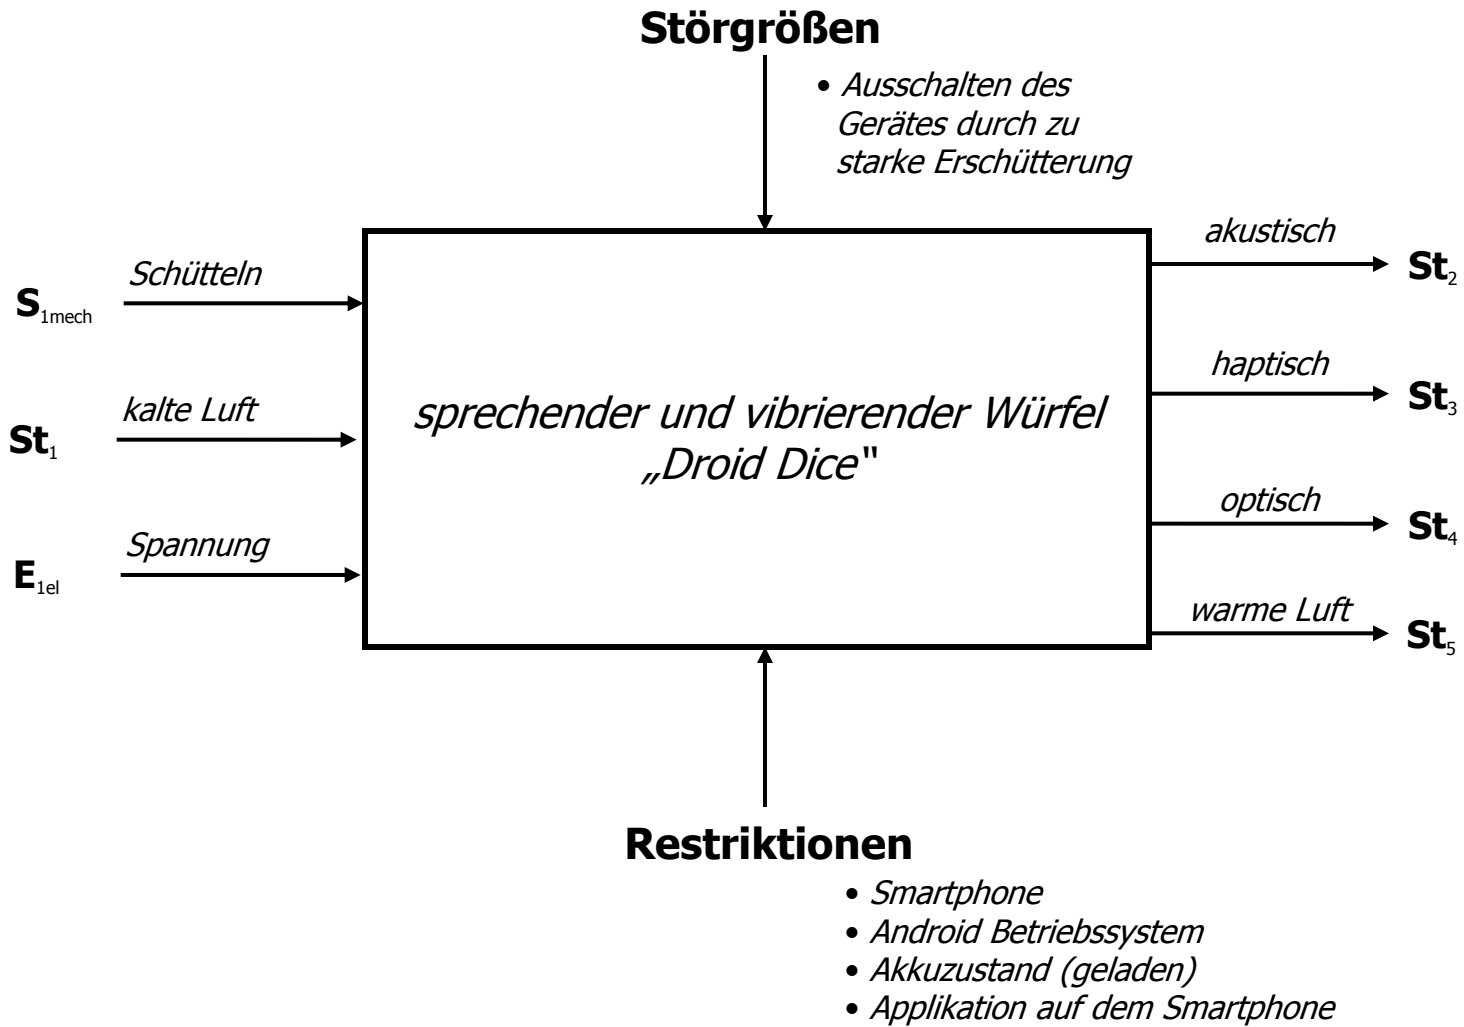 Störgrößen
• Ausschalten des
Gerätes durch zu
starke Erschütterung
akustisch
St2
Schütteln
S1mech
haptisch
St3
kalte Luft
St1
sprechender und vibrierender Würfel
„Droid Dice“
optisch
St4
Spannung
E1el
warme Luft
St5
Restriktionen
• Smartphone
• Android Betriebssystem
• Akkuzustand (geladen)
• Applikation auf dem Smartphone